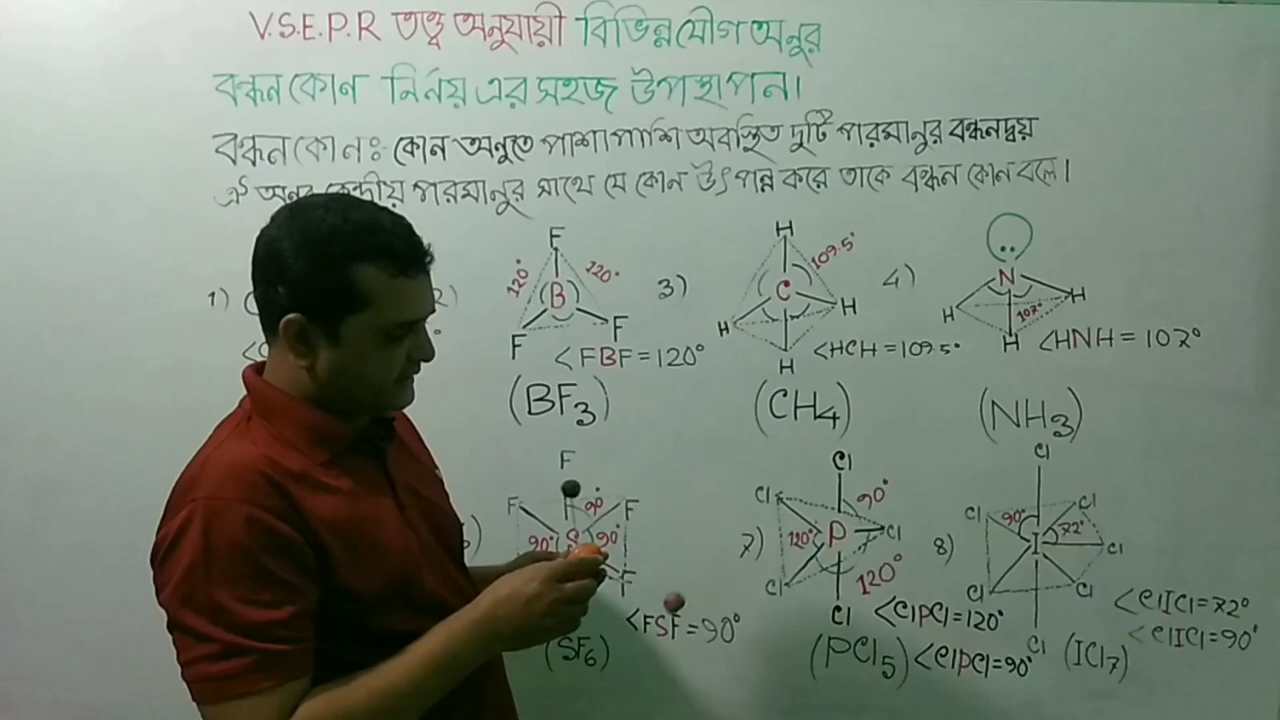 V.S.E.P.R তত্ত্ব অনুযায়ী বিভিন্ন যৌগ অনুর
বন্ধন কোন নির্নয় এর সহজ উপস্থাপন।
বন্ধন কোনঃ- কোন অনুতে পাশাপাশি অবস্থিত দুটি পারমানুর বন্ধনদ্বয়
ঐ অনুর কেন্দ্রীয় পারমানুর সাথে যে কোন উৎপন্ন করে তাকে বন্ধন কোন বলে।
1)
F
120°
120°
B
F
F
<FBF=120°
(BF3)
3)
H
109.5°
C
H
H
H
<HCH=109.5°
(CH4)
4)
N
H
107°
H
H
<HNH=107°
(NH3)
F
F
F
90°
90°
S
90°
F
<FSF=90°
(SF6)
7)
Cl
Cl
90°
120°
P
Cl
Cl
120°
Cl
<ClPCl=120°
(PCl5)
<ClPCl=90°
8)
Cl
Cl
Cl
90°
I
72°
Cl
Cl
Cl
Cl
<ClICl=72°
<ClICl=90°
(ICl7)